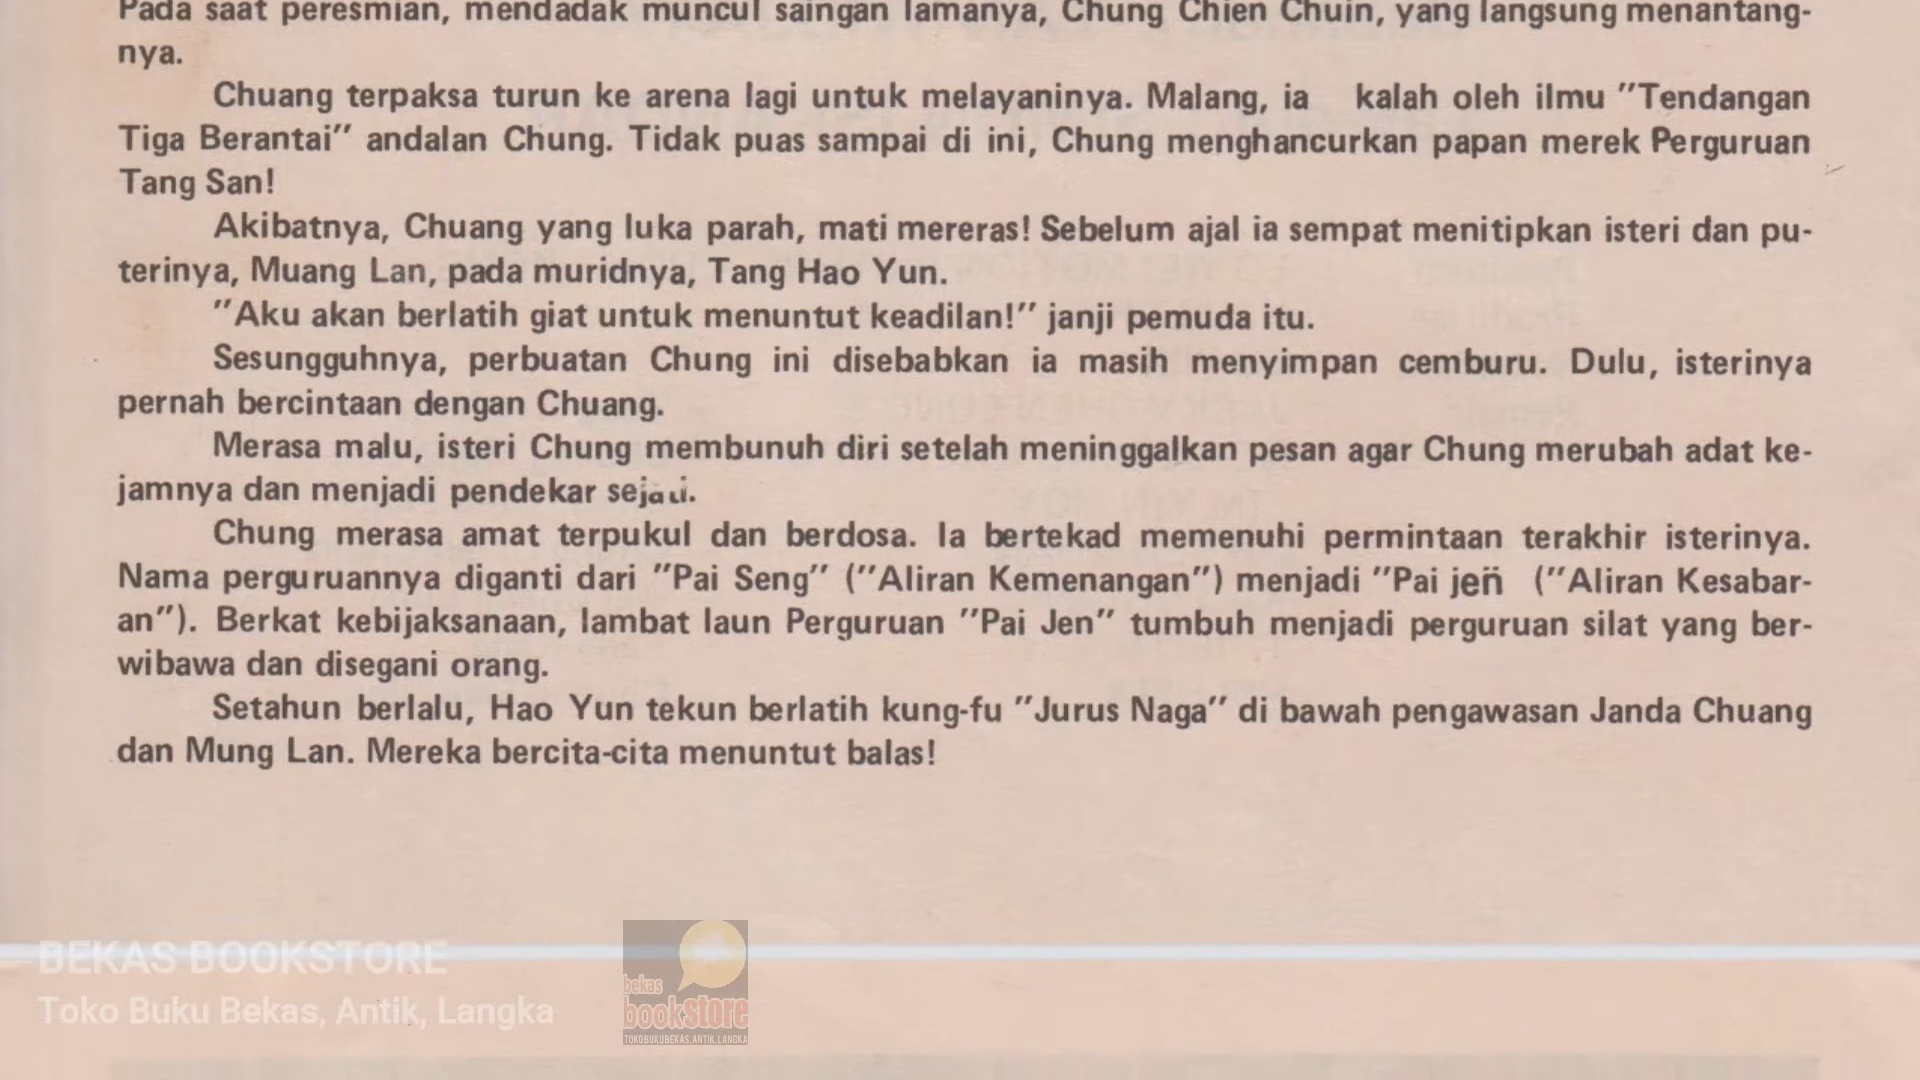 Pada saat peresmian, mendadak muncul saingan lamanya, Chung Chien Chuin, yang langsung menantang-
nya.
Chuang terpaksa turun ke arena lagi untuk melayaninya. Malang, ia kalah oleh ilmu "Tendangan
Tiga Berantai" andalan Chung. Tidak puas sampai di ini, Chung menghancurkan papan merek Perguruan
Tang San!
Akibatnya, Chuang yang luka parah, mati mereras! Sebelum ajal ia sempat menitipkan isteri dan pu-
terinya, Muang Lan, pada muridnya, Tang Hao Yun.
"Aku akan berlatih giat untuk menuntut keadilan!" janji pemuda itu.
Sesungguhnya, perbuatan Chung ini disebabkan ia masih menyimpan cemburu. Dulu, isterinya
pernah bercintaan dengan Chuang.
Merasa malu, isteri Chung membunuh diri setelah meninggalkan pesan agar Chung merubah adat ke-
jamnya dan menjadi pendekar sejati.
Chung merasa amat terpukul dan berdosa. Ia bertekad memenuhi permintaan terakhir isterinya.
Nama perguruannya diganti dari "Pai Seng" ("Aliran Kemenangan") menjadi "Pai jen" ("Aliran Kesabar-
an"). Berkat kebijaksanaan, lambat laun Perguruan "Pai Jen" tumbuh menjadi perguruan silat yang ber-
wibawa dan disegani orang.
Setahun berlalu, Hao Yun tekun berlatih kung-fu "Jurus Naga" di bawah pengawasan Janda Chuang
dan Mung Lan. Mereka bercita-cita menuntut balas!
BEKAS BOOKSTORE
Toko Buku Bekas, Antik, Langka
bekas
bookstore
TOKO BUKU BEKAS, ANTIK, LANGKA